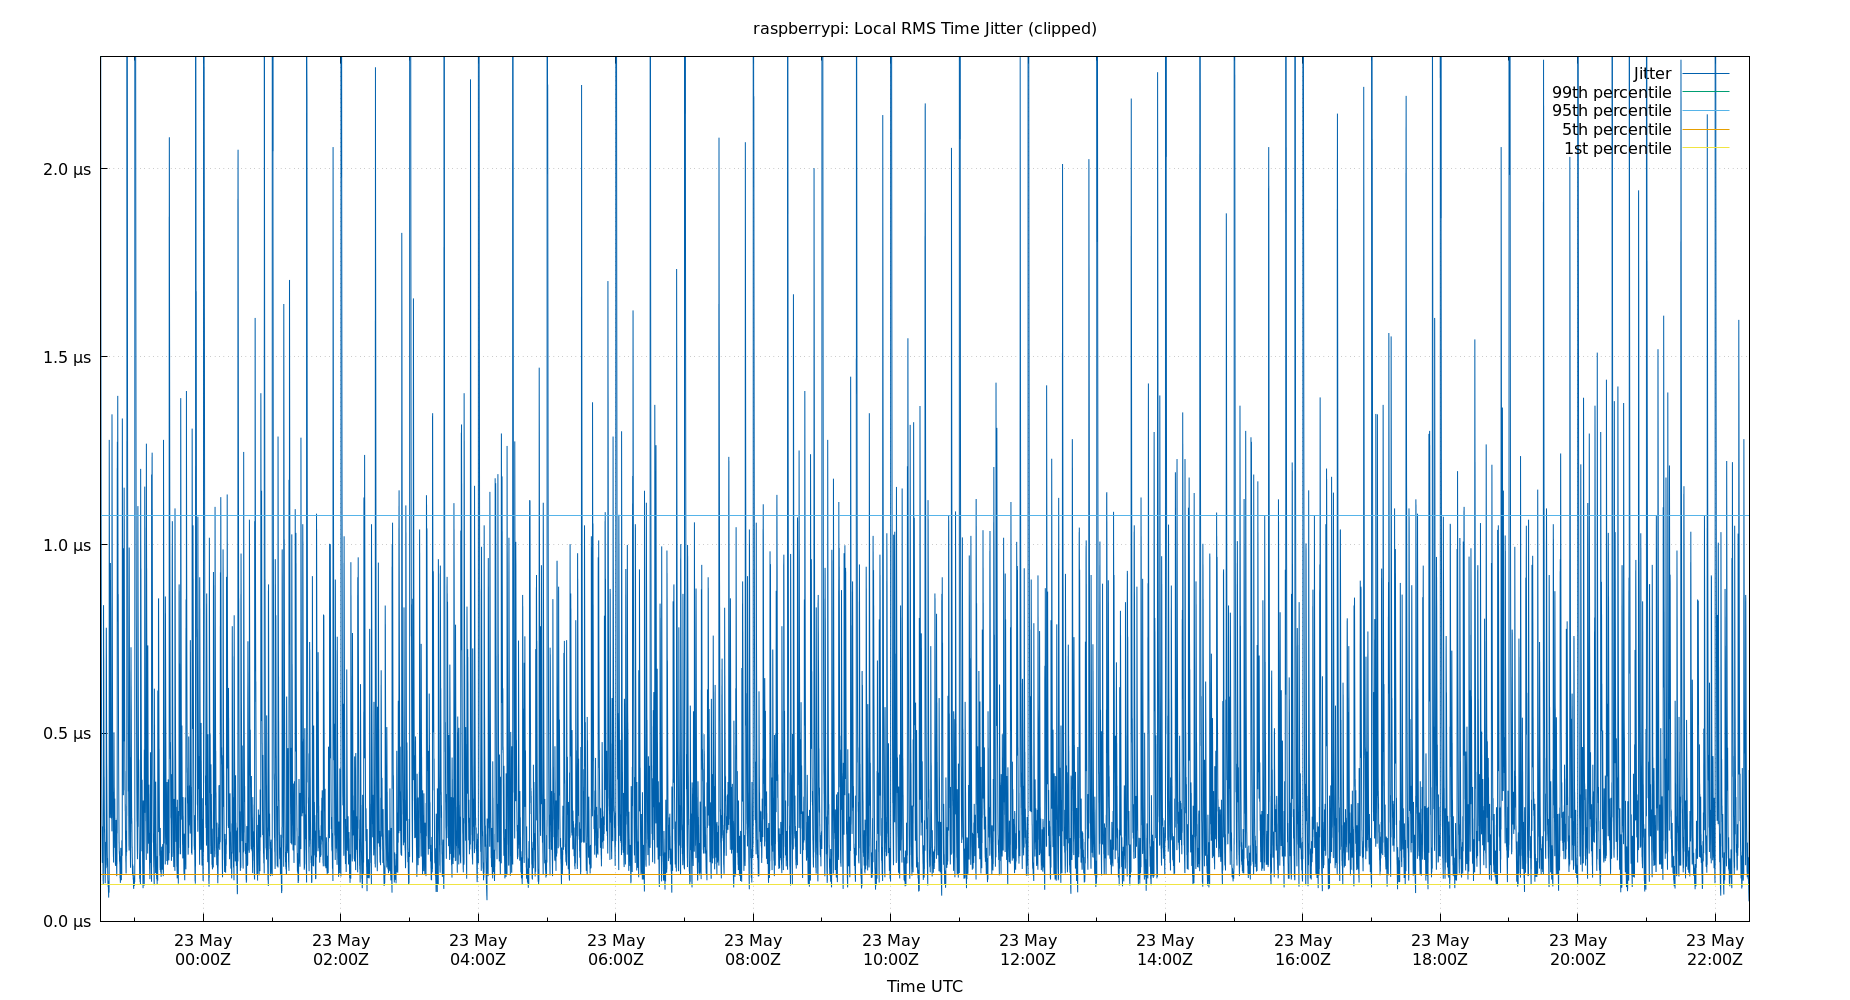 raspberrypi: Local RMS Time Jitter (clipped)
Jitter
99th percentile
95th percentile
5th percentile
1st percentile
2.0 µs
1.5 µs
1.0 µs
0.5 µs
0.0 µs
23 May 23 May 23 May 23 May 23 May 23 May 23 May 23 May 23 May 23 May 23 May 23 May
00:00Z 02:00Z 04:00Z 06:00Z 08:00Z 10:00Z 12:00Z 14:00Z 16:00Z 18:00Z 20:00Z 22:00Z
Time UTC